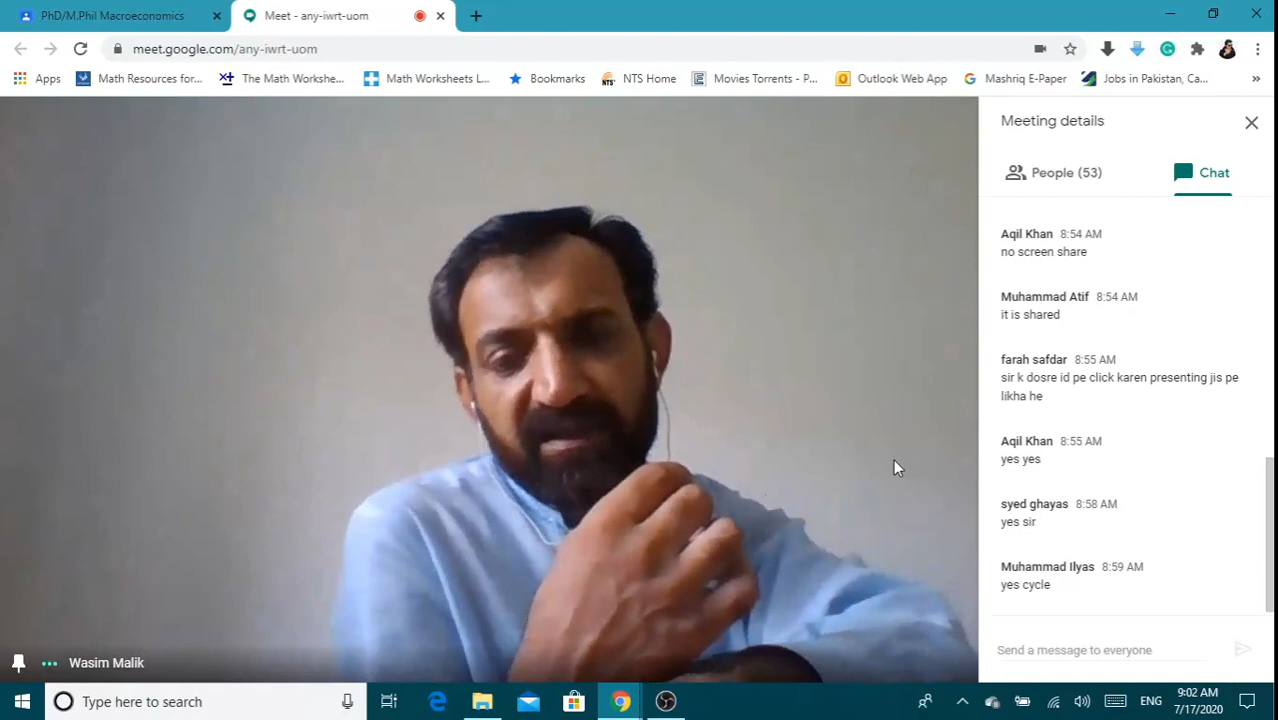 PhD/M.Phil Macroeconomics
Meet - any-iwrt-uom
meet.google.com/any-iwrt-uom
Apps
Math Resources for...
The Math Workshe...
Math Worksheets L...
Bookmarks
NTS Home
Movies Torrents - P...
Outlook Web App
Mashriq E-Paper
Jobs in Pakistan, Ca...
Meeting details
People (53)
Chat
Aqil Khan 8:54 AM
no screen share
Muhammad Atif 8:54 AM
it is shared
farah safdar 8:55 AM
sir k dosre id pe click karen presenting jis pe
likha he
Aqil Khan 8:55 AM
yes yes
syed ghayas 8:58 AM
yes sir
Muhammad Ilyas 8:59 AM
yes cycle
Send a message to everyone
Wasim Malik
Type here to search
ENG
9:02 AM
7/17/2020